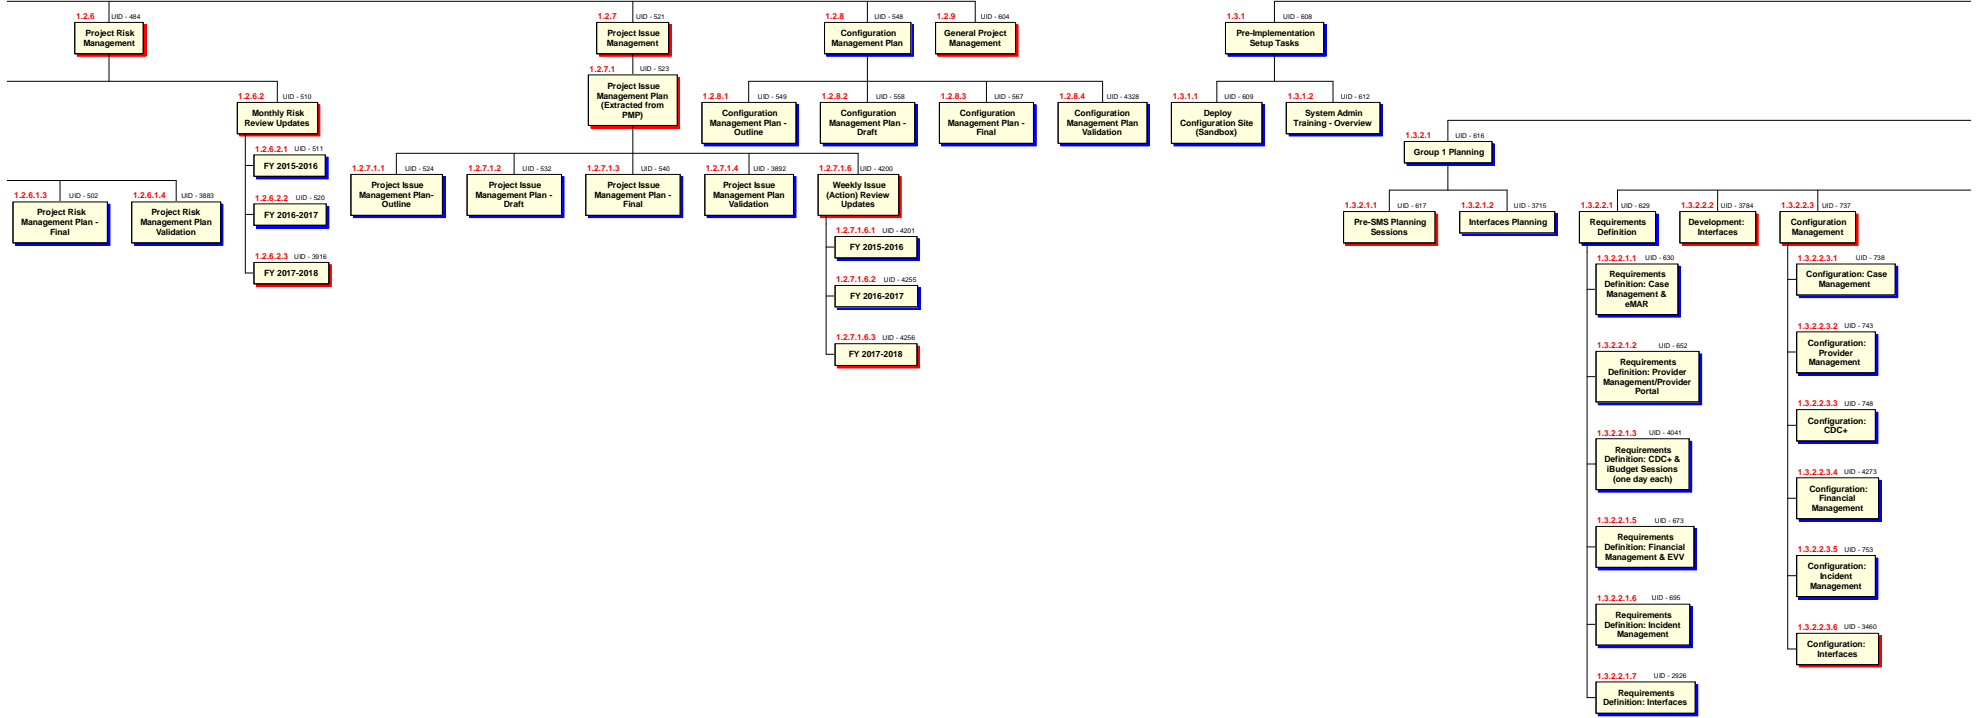 1.2.6 UID - 484
Project Risk
Management
1.2.7 UID - 521
Project Issue
Management
1.2.8 UID - 548
Configuration
Management Plan
1.2.9 UID - 604
General Project
Management
1.3.1 UID - 608
Pre-Implementation
Setup Tasks
1.2.7.1 UID - 523
Project Issue
Management Plan
(Extracted from
PMP)
1.2.6.2 UID - 510
Monthly Risk
Review Updates
1.2.8.1 UID - 549
Configuration
Management Plan -
Outline
1.2.8.2 UID - 558
Configuration
Management Plan -
Draft
1.2.8.3 UID - 567
Configuration
Management Plan -
Final
1.2.8.4 UID - 4328
Configuration
Management Plan
Validation
1.3.1.1 UID - 609
Deploy
Configuration Site
(Sandbox)
1.3.1.2 UID - 612
System Admin
Training - Overview
1.3.2.1 UID - 616
Group 1 Planning
1.2.6.2.1 UID - 511
FY 2015-2016
1.2.6.2.2 UID - 520
FY 2016-2017
1.2.6.2.3 UID - 3916
FY 2017-2018
1.2.6.1.3 UID - 502
Project Risk
Management Plan -
Final
1.2.6.1.4 UID - 3883
Project Risk
Management Plan
Validation
1.2.7.1.1 UID - 524
Project Issue
Management Plan-
Outline
1.2.7.1.2 UID - 532
Project Issue
Management Plan -
Draft
1.2.7.1.3 UID - 540
Project Issue
Management Plan -
Final
1.2.7.1.4 UID - 3892
Project Issue
Management Plan
Validation
1.2.7.1.6 UID - 4200
Weekly Issue
(Action) Review
Updates
1.2.7.1.6.1 UID - 4201
FY 2015-2016
1.2.7.1.6.2 UID - 4255
FY 2016-2017
1.2.7.1.6.3 UID - 4256
FY 2017-2018
1.3.2.1.1 UID - 617
Pre-SMS Planning
Sessions
1.3.2.1.2 UID - 3715
Interfaces Planning
1.3.2.2.1 UID - 629
Requirements
Definition
1.3.2.2.2 UID - 3784
Development:
Interfaces
1.3.2.2.3 UID - 737
Configuration
Management
1.3.2.2.1.1 UID - 630
Requirements
Definition: Case
Management &
eMAR
1.3.2.2.1.2 UID - 652
Requirements
Definition: Provider
Management/Provider
Portal
1.3.2.2.1.3 UID - 4041
Requirements
Definition: CDC+ &
iBudget Sessions
(one day each)
1.3.2.2.1.5 UID - 673
Requirements
Definition: Financial
Management & EVV
1.3.2.2.1.6 UID - 695
Requirements
Definition: Incident
Management
1.3.2.2.1.7 UID - 2926
Requirements
Definition: Interfaces
1.3.2.2.3.1 UID - 738
Configuration: Case
Management
1.3.2.2.3.2 UID - 743
Configuration:
Provider
Management
1.3.2.2.3.3 UID - 748
Configuration:
CDC+
1.3.2.2.3.4 UID - 4273
Configuration:
Financial
Management
1.3.2.2.3.5 UID - 753
Configuration:
Incident
Management
1.3.2.2.3.6 UID - 3460
Configuration:
Interfaces